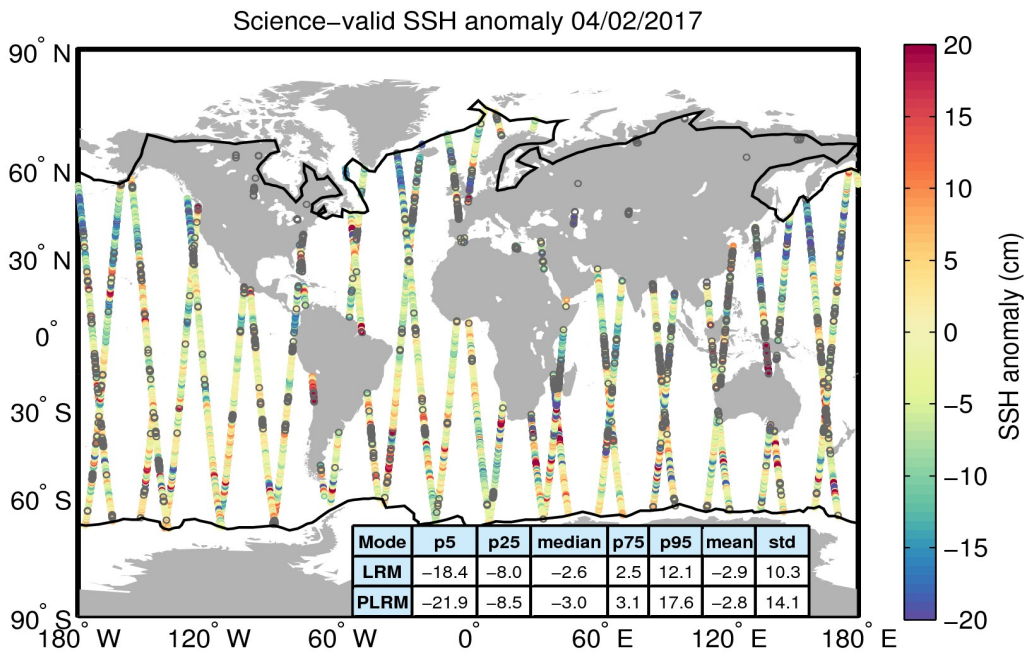 Science−valid SSH anomaly 04/02/2017
90° N
60° N
30° N
0°
30° S
60° S
90° S
180° W 120° W 60° W 0° 60° E 120° E 180° E
Mode p5 p25 median p75 p95 mean std
LRM −18.4 −8.0 −2.6 2.5 12.1 −2.9 10.3
PLRM −21.9 −8.5 −3.0 3.1 17.6 −2.8 14.1
20
15
10
5
0
−5
−10
−15
−20
SSH anomaly (cm)